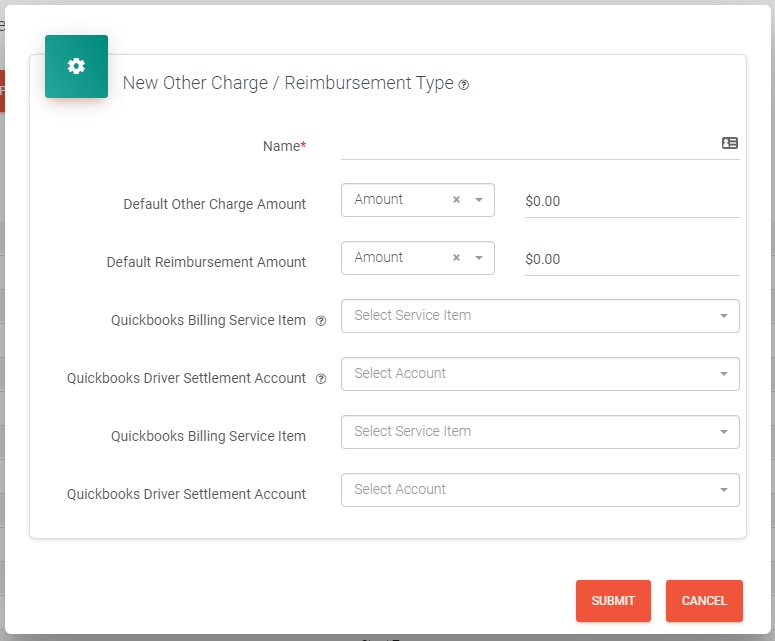 New Other Charge / Reimbursement Type
Name*
Default Other Charge Amount Amount × $0.00
Default Reimbursement Amount Amount × $0.00
Quickbooks Billing Service Item Select Service Item
Quickbooks Driver Settlement Account Select Account
Quickbooks Billing Service Item Select Service Item
Quickbooks Driver Settlement Account Select Account
SUBMIT CANCEL